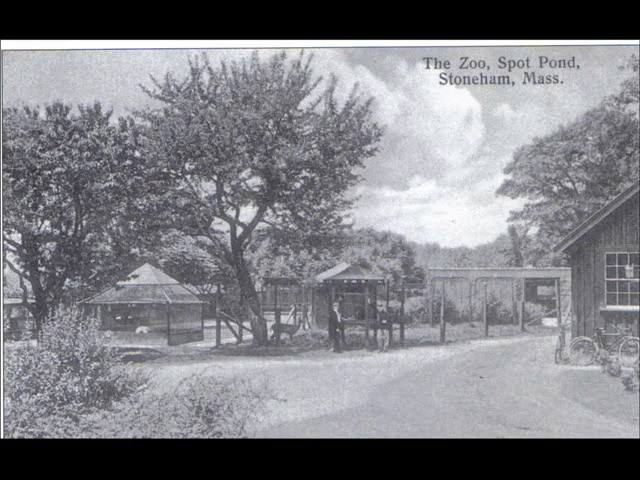 The Zoo, Spot Pond,
Stoneham, Mass.